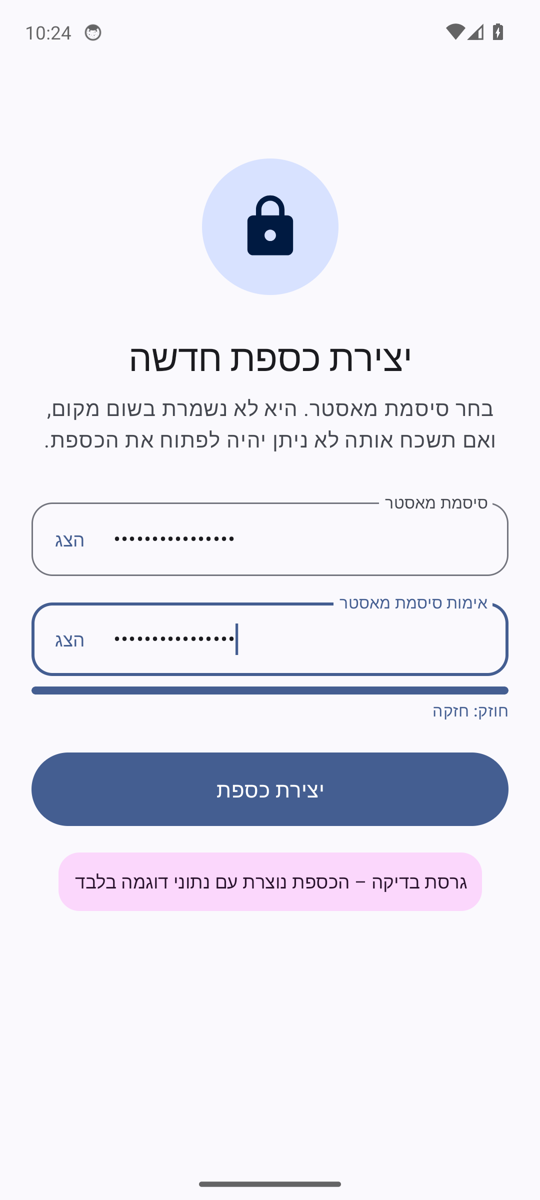 10:24
יצירת כספת חדשה
בחר סיסמת מאסטר. היא לא נשמרת בשום מקום,
ואם תשכח אותה לא ניתן יהיה לפתוח את הכספת.
סיסמת מאסטר
••••••••••••••••
הצג
אימות סיסמת מאסטר
••••••••••••••••
הצג
חוזק: חזקה
יצירת כספת
גרסת בדיקה – הכספת נוצרת עם נתוני דוגמה בלבד